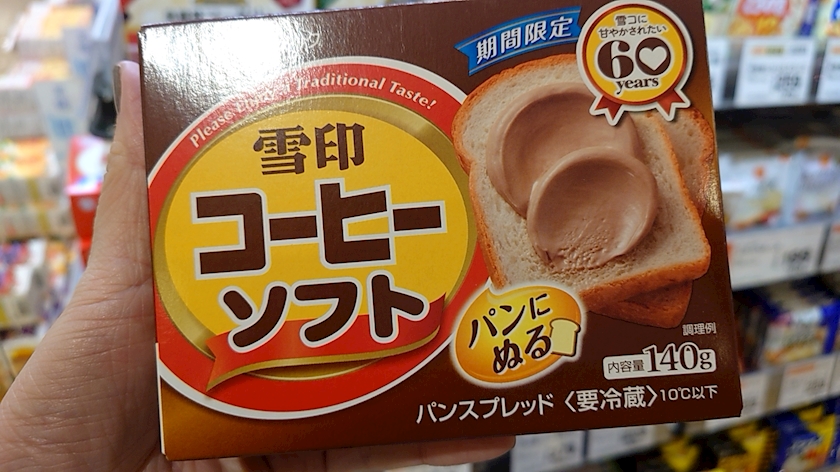 期間限定
雪コに
甘やかされたい
60
years
Please Enjoy a Traditional Taste!
雪印
コーヒー
ソフト
パンに
ぬる
調理例
内容量140g
パンスプレッド〈要冷蔵〉10℃以下